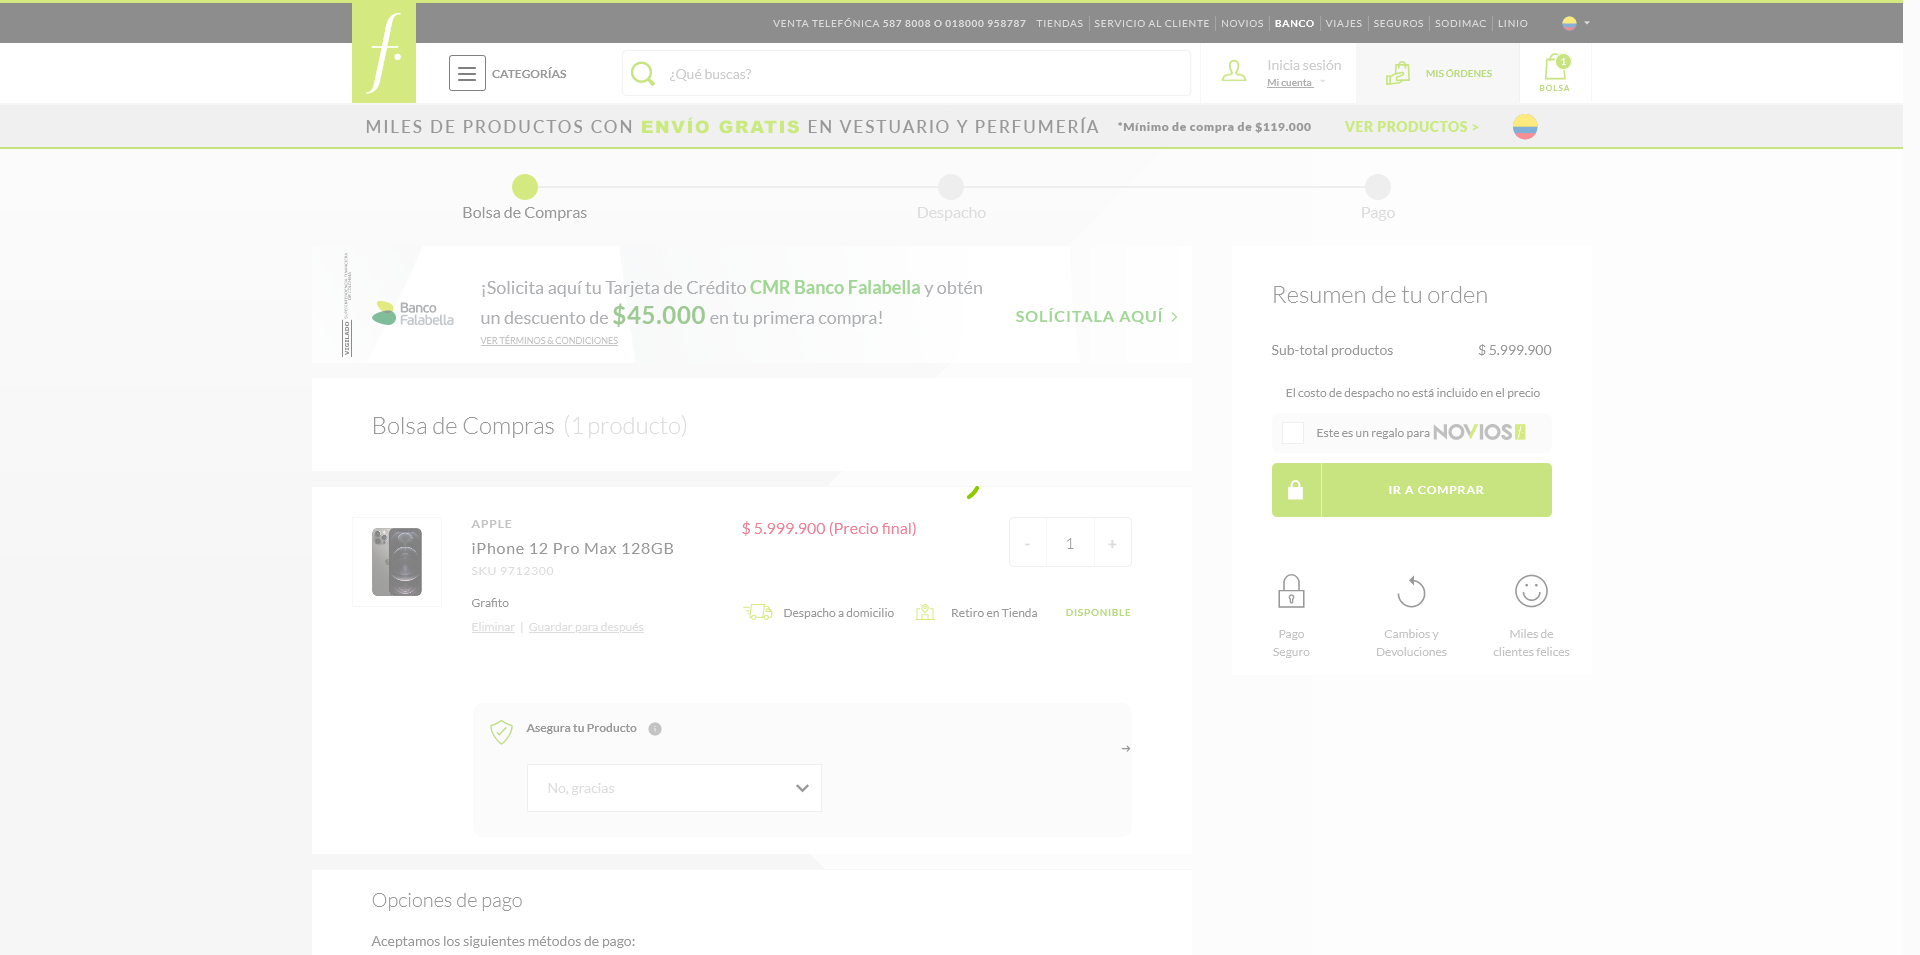 VENTA TELEFÓNICA 587 8008 O 018000 958787 TIENDAS SERVICIO AL CLIENTE NOVIOS BANCO VIAJES SEGUROS SODIMAC LINIO
f.
CATEGORÍAS
¿Qué buscas?
Inicia sesión
Mi cuenta
MIS ÓRDENES
1
BOLSA
MILES DE PRODUCTOS CON ENVÍO GRATIS EN VESTUARIO Y PERFUMERÍA *Mínimo de compra de $119.000 VER PRODUCTOS >
Bolsa de Compras
Despacho
Pago
VIGILADO
Banco
Falabella
¡Solicita aquí tu Tarjeta de Crédito CMR Banco Falabella y obtén
un descuento de $45.000 en tu primera compra!
VER TÉRMINOS & CONDICIONES
SOLÍCITALA AQUÍ >
Bolsa de Compras (1 producto)
APPLE
iPhone 12 Pro Max 128GB
SKU 9712300
Grafito
Eliminar | Guardar para después
$ 5.999.900 (Precio final)
- 1 +
Despacho a domicilio
Retiro en Tienda
DISPONIBLE
Asegura tu Producto
No, gracias
Opciones de pago
Aceptamos los siguientes métodos de pago:
Resumen de tu orden
Sub-total productos $ 5.999.900
El costo de despacho no está incluido en el precio
Este es un regalo para NOVIOS f.
IR A COMPRAR
Pago
Seguro
Cambios y
Devoluciones
Miles de
clientes felices